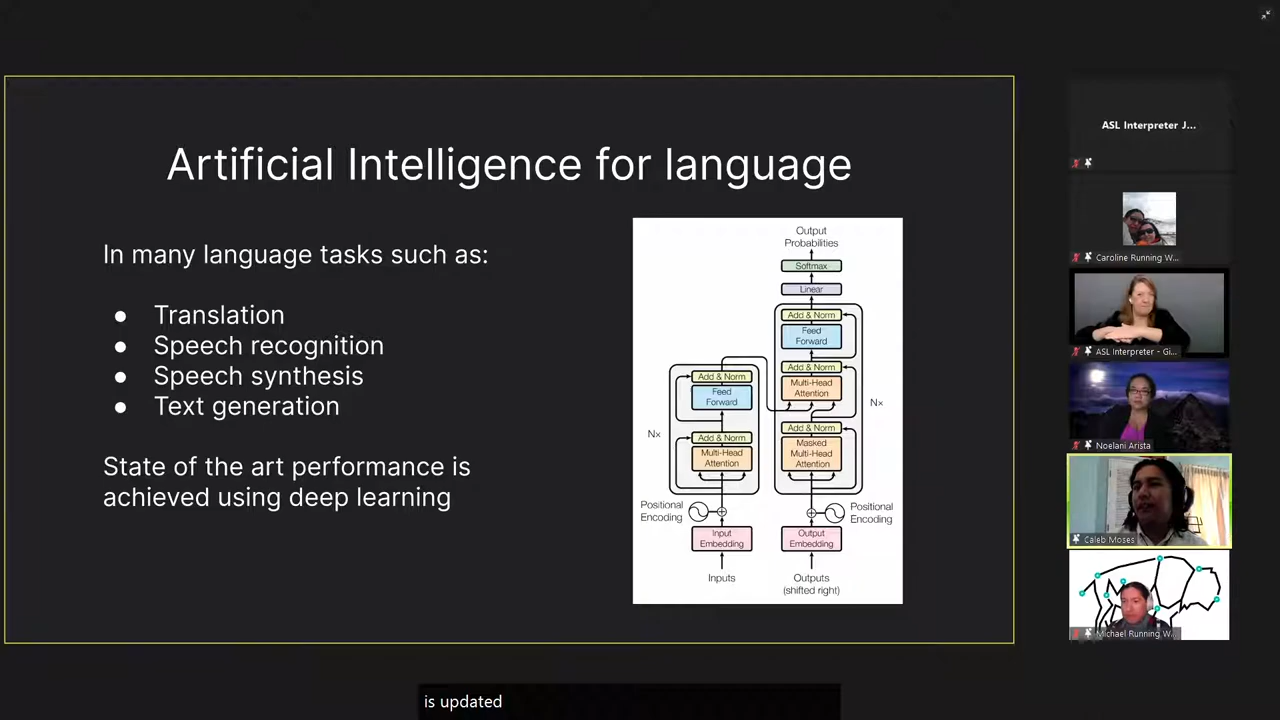 Artificial Intelligence for language
In many language tasks such as:
● Translation
● Speech recognition
● Speech synthesis
● Text generation
State of the art performance is
achieved using deep learning
Output
Probabilities
Softmax
Linear
Add & Norm
Feed
Forward
Add & Norm
Multi-Head
Attention
Add & Norm
Masked
Multi-Head
Attention
Nx
Positional
Encoding
Output
Embedding
Outputs
(shifted right)
Add & Norm
Feed
Forward
Add & Norm
Multi-Head
Attention
Nx
Positional
Encoding
Input
Embedding
Inputs
ASL Interpreter J...
Caroline Running W...
ASL Interpreter - Gi...
Noelani Arista
Caleb Moses
Michael Running W...
is updated